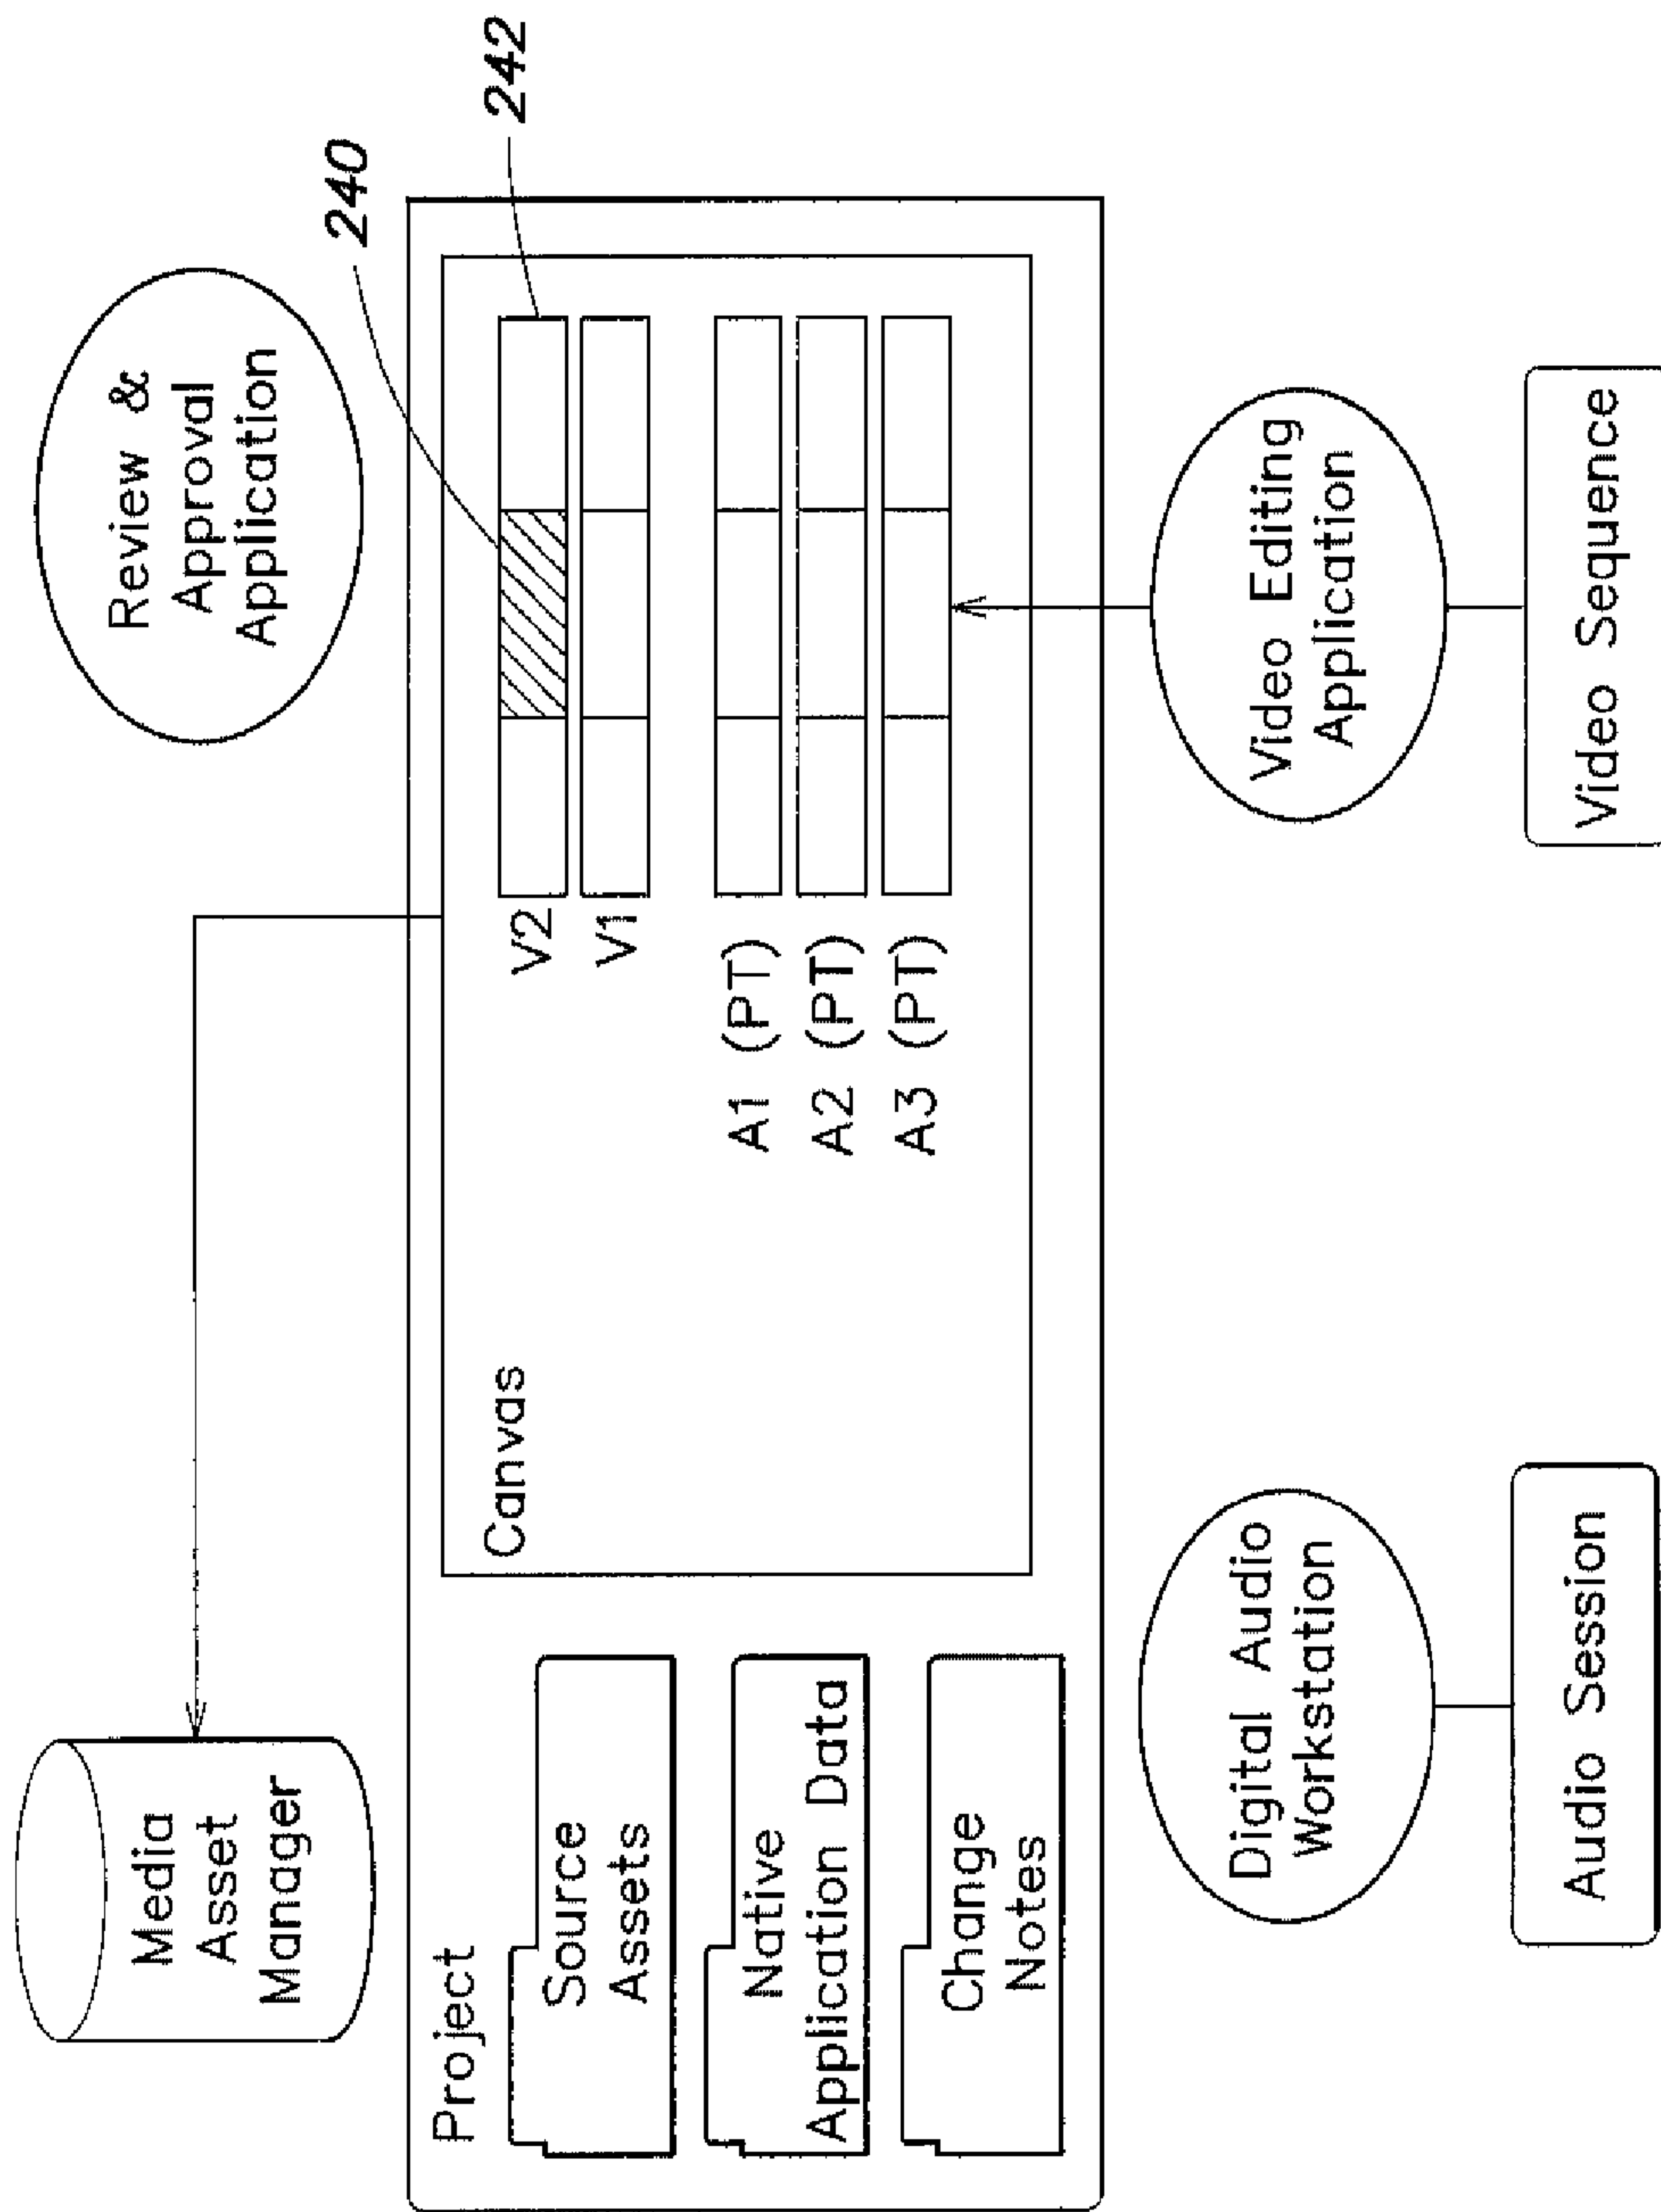 Media
Asset
Manager
Review &
Approval
Application
240
242
Project
Source
Assets
Native
Application Data
Change
Notes
Canvas
V2
V1
A1 (PT)
A2 (PT)
A3 (PT)
Digital Audio
Workstation
Audio Session
Video Editing
Application
Video Sequence